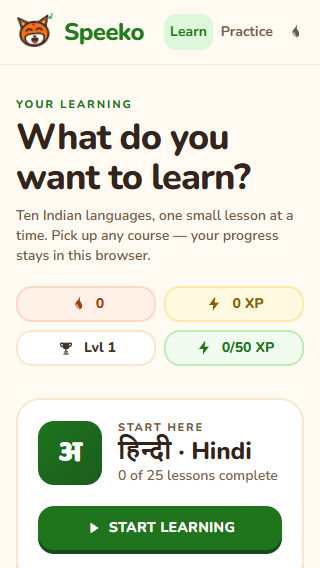 Speeko
Learn
Practice
YOUR LEARNING
What do you
want to learn?
Ten Indian languages, one small lesson at a
time. Pick up any course — your progress
stays in this browser.
0
0 XP
Lvl 1
0/50 XP
अ
START HERE
हिन्दी · Hindi
0 of 25 lessons complete
START LEARNING